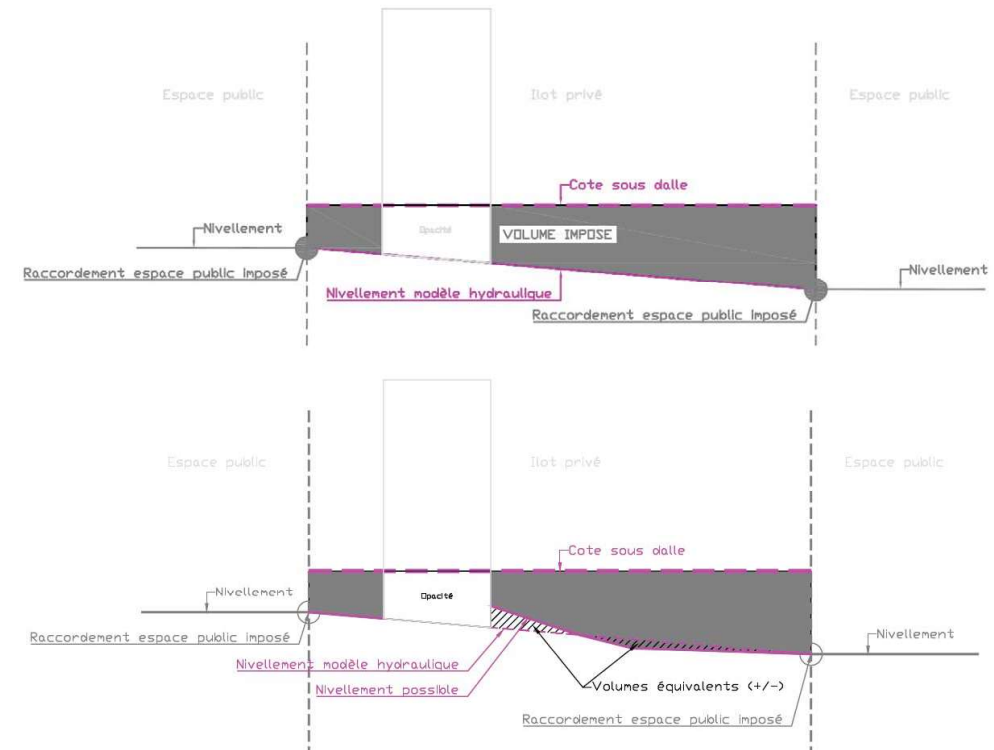 Espace public
Ilot privé
Espace public
Cote sous dalle
Nivellement
Opacité
VOLUME IMPOSE
Raccordement espace public imposé
Nivellement
Nivellement modèle hydraulique
Raccordement espace public imposé
Espace public
Ilot privé
Espace public
Cote sous dalle
Nivellement
Opacité
Raccordement espace public imposé
Nivellement
Nivellement modèle hydraulique
Nivellement possible
Volumes équivalents (+/-)
Raccordement espace public imposé